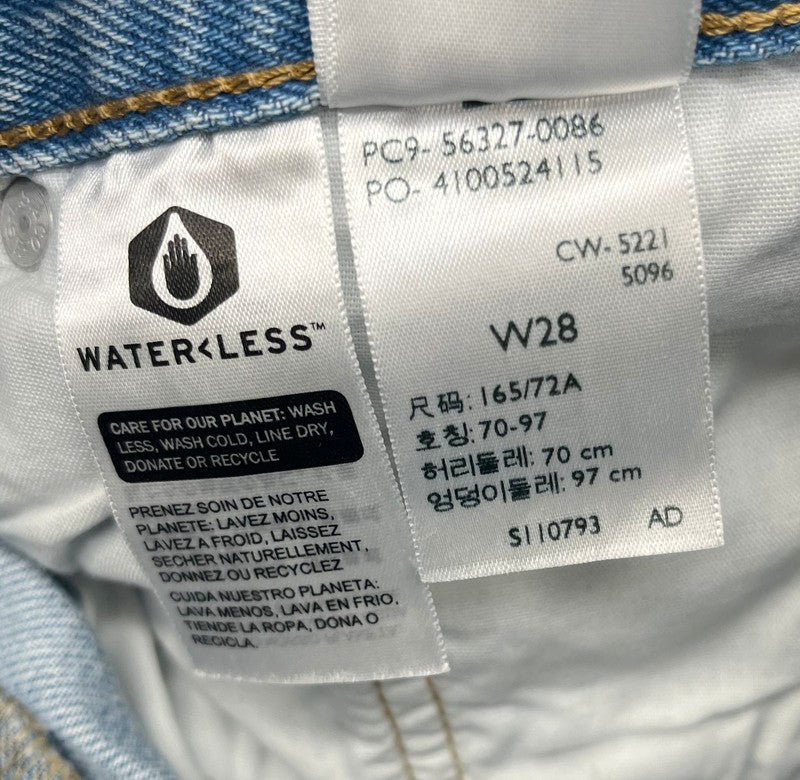 WATER<LESS™
CARE FOR OUR PLANET: WASH
LESS, WASH COLD, LINE DRY,
DONATE OR RECYCLE
PRENEZ SOIN DE NOTRE
PLANETE: LAVEZ MOINS,
LAVEZ A FROID, LAISSEZ
SECHER NATURELLEMENT,
DONNEZ OU RECYCLEZ
CUIDA NUESTRO PLANETA:
LAVA MENOS, LAVA EN FRIO,
TIENDE LA ROPA, DONA O
RECICLA.
PC9- 56327-0086
PO- 4100524115
CW- 5221
5096
W28
尺码: 165/72A
호칭: 70-97
허리둘레: 70 cm
엉덩이둘레: 97 cm
S110793 AD